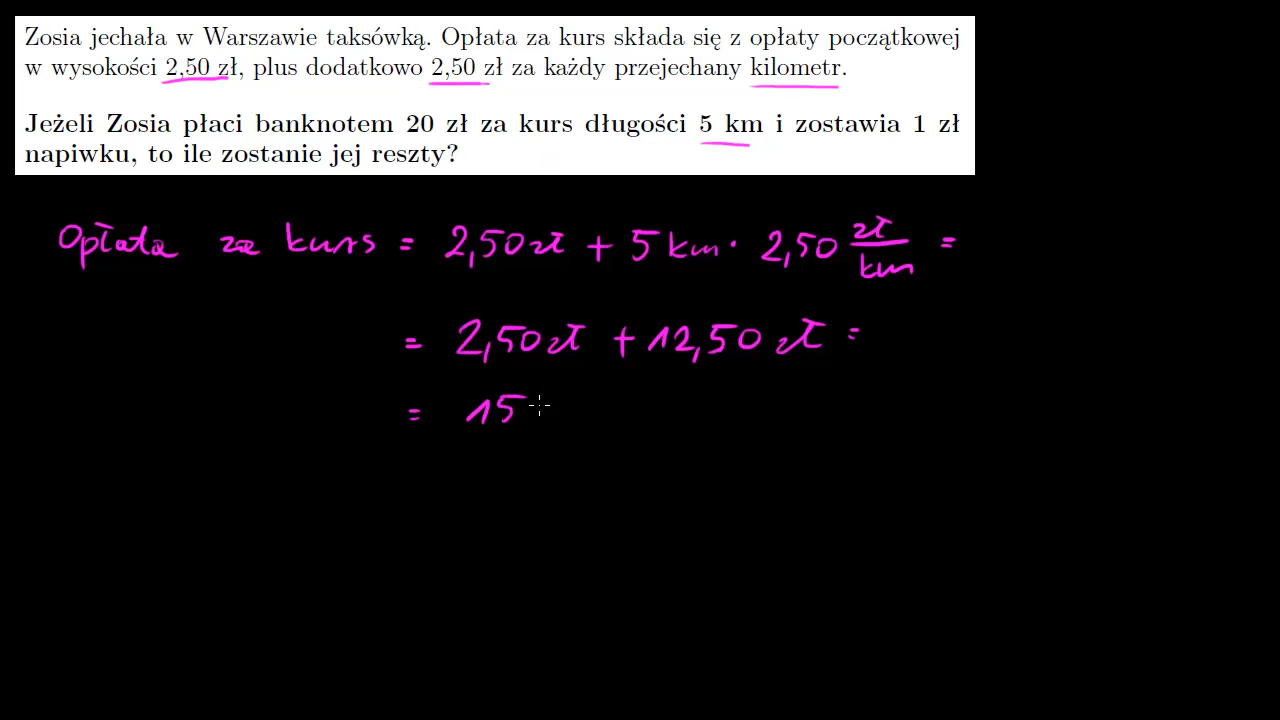 Zosia jechała w Warszawie taksówką. Opłata za kurs składa się z opłaty początkowej
w wysokości 2,50 zł, plus dodatkowo 2,50 zł za każdy przejechany kilometr.
Jeżeli Zosia płaci banknotem 20 zł za kurs długości 5 km i zostawia 1 zł
napiwku, to ile zostanie jej reszty?
Opłata za kurs = 2,50 zł + 5 km · 2,50 zł/km =
= 2,50 zł + 12,50 zł =
= 15